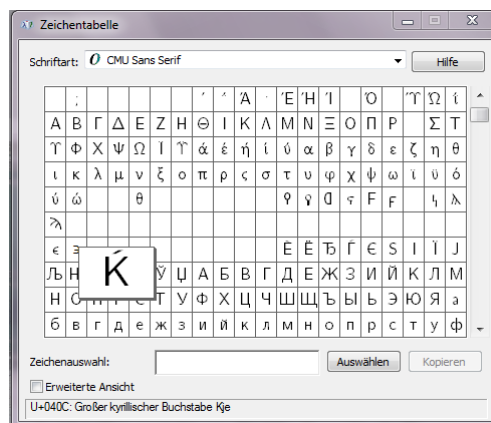 Zeichentabelle
Schriftart: O CMU Sans Serif Hilfe
; ΄ ΅ Ά · Έ Ή Ί Ό Ύ Ώ ΐ
Α Β Γ Δ Ε Ζ Η Θ Ι Κ Λ Μ Ν Ξ Ο Π Ρ Σ Τ
Υ Φ Χ Ψ Ω Ϊ Ϋ ά έ ή ί ΰ α β γ δ ε ζ η θ
ι κ λ μ ν ξ ο π ρ ς σ τ υ φ χ ψ ω ϊ ϋ ό
ύ ώ θ Ϙ ϙ Ϛ ϛ Ϝ ϝ ϟ Ϡ
ϡ
ϵ Ѐ Ё Ђ Ѓ Є Ѕ І Ї Ј
Љ Њ Ќ Ў Џ А Б В Г Д Е Ж З И Й К Л М
Н О П Р С Т У Ф Х Ц Ч Ш Щ Ъ Ы Ь Э Ю Я а
б в г д е ж з и й к л м н о п р с т у ф
Zeichenauswahl: Auswählen Kopieren
Erweiterte Ansicht
U+040C: Großer kyrillischer Buchstabe Kje